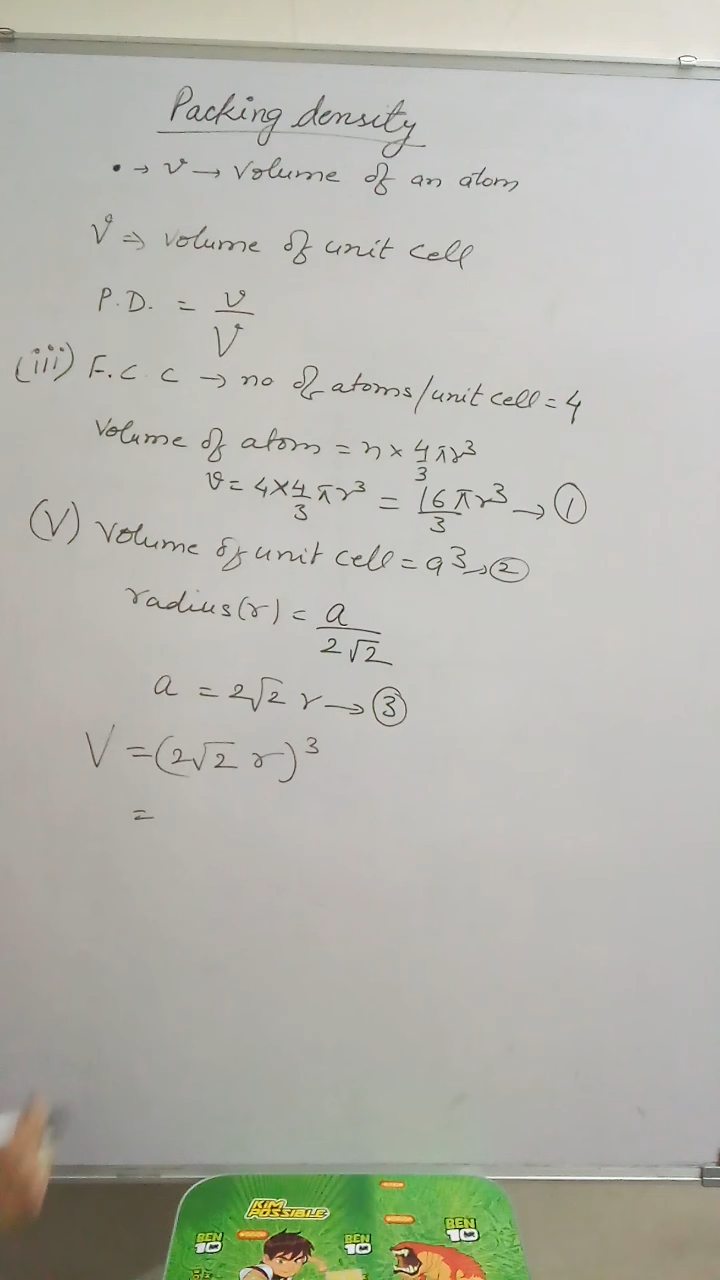 Packing density
• → v → Volume of an atom
V ⇒ volume of unit cell
P.D. = v/V
(iii) F.C.C → no of atoms/unit cell = 4
Volume of atom = n × 4/3 πr³
v = 4×4/3 πr³ = 16/3 πr³ → ①
(V) Volume of unit cell = a³ → ②
radius(r) = a/2√2
a = 2√2 r → ③
V = (2√2 r)³
=
KIM POSSIBLE
BEN 10
BEN 10
BEN 10